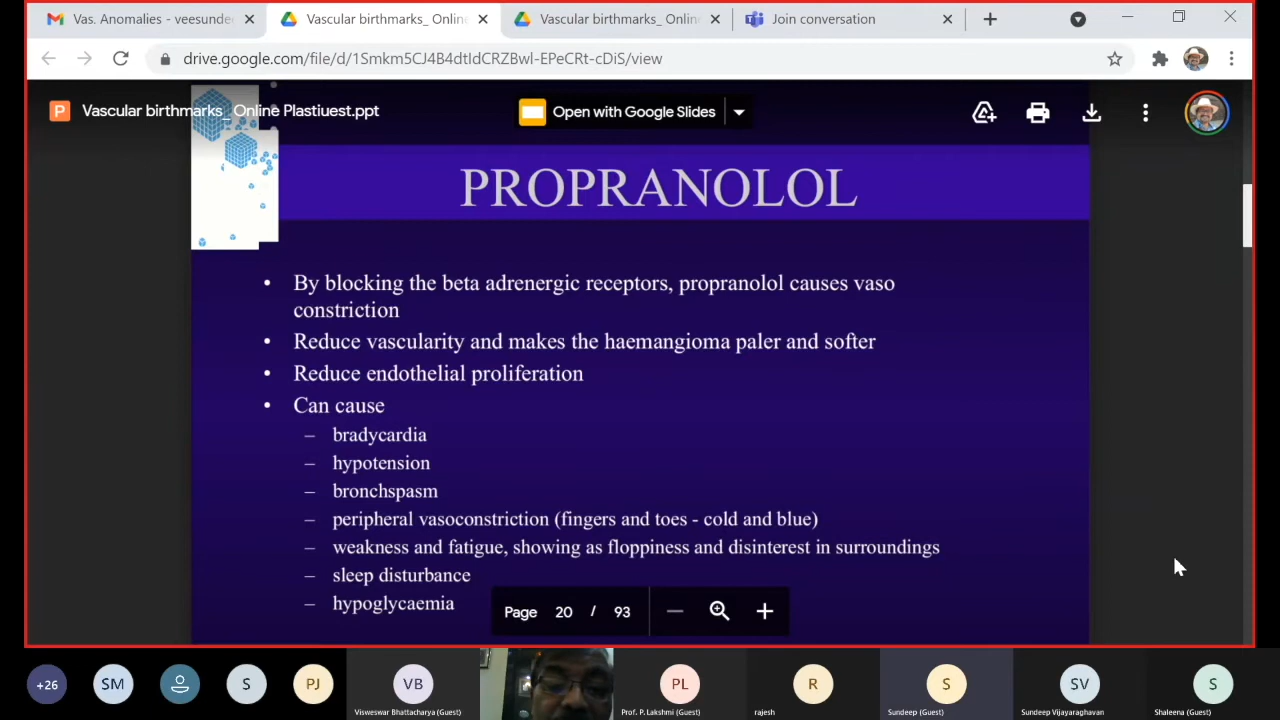 Vas. Anomalies - veesunde
Vascular birthmarks_ Onlin
Vascular birthmarks_ Onlin
Join conversation
drive.google.com/file/d/1Smkm5CJ4B4dtIdCRZBwl-EPeCRt-cDiS/view
P
Vascular birthmarks_ Online Plastiuest.ppt
Open with Google Slides
PROPRANOLOL
• By blocking the beta adrenergic receptors, propranolol causes vaso
constriction
• Reduce vascularity and makes the haemangioma paler and softer
• Reduce endothelial proliferation
• Can cause
– bradycardia
– hypotension
– bronchspasm
– peripheral vasoconstriction (fingers and toes - cold and blue)
– weakness and fatigue, showing as floppiness and disinterest in surroundings
– sleep disturbance
– hypoglycaemia
Page 20 / 93
+26
SM
S
PJ
VB
PL
R
S
SV
S
Visweswar Bhattacharya (Guest)
Prof. P. Lakshmi (Guest)
rajesh
Sundeep (Guest)
Sundeep Vijayaraghavan
Shaleena (Guest)